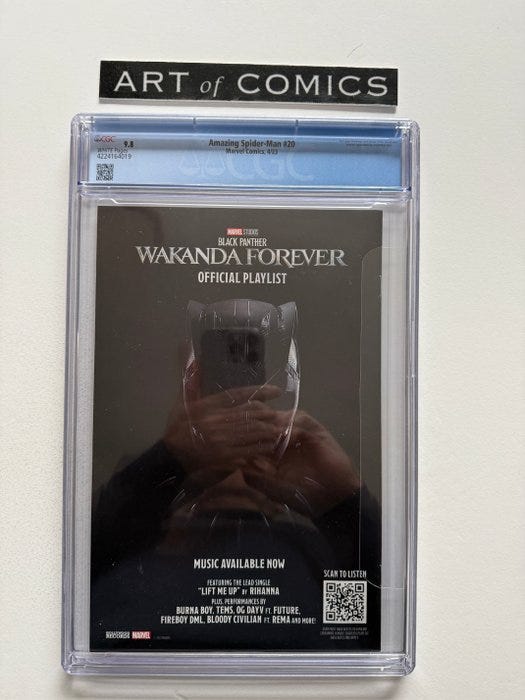 ART of COMICS
CGC
9.8
WHITE Pages
4224164019
Amazing Spider-Man #20
Marvel Comics, 4/23
CGC
MARVEL STUDIOS
BLACK PANTHER
WAKANDA FOREVER
OFFICIAL PLAYLIST
MUSIC AVAILABLE NOW
FEATURING THE LEAD SINGLE
"LIFT ME UP" BY RIHANNA
PLUS, PERFORMANCES BY
BURNA BOY, TEMS, OG DAYV FT. FUTURE,
FIREBOY DML, BLOODY CIVILIAN FT. REMA AND MORE!
SCAN TO LISTEN
MARVEL